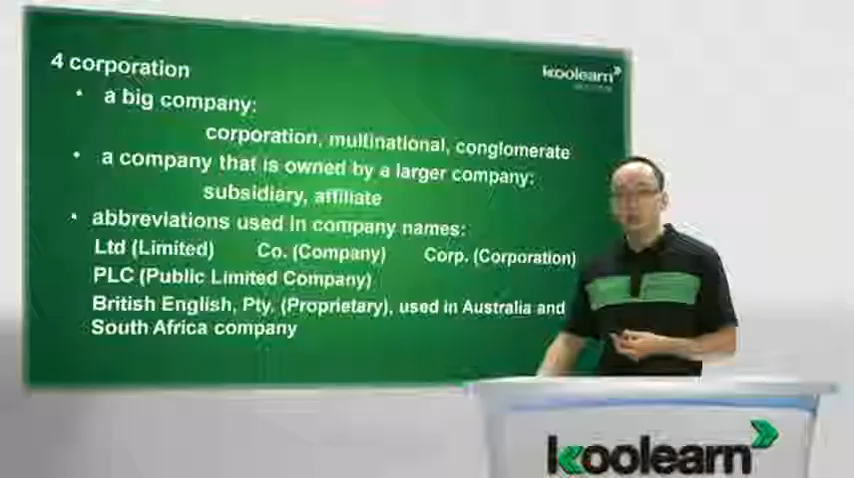 4 corporation
koolearn
• a big company:
corporation, multinational, conglomerate
• a company that is owned by a larger company:
subsidiary, affiliate
• abbreviations used in company names:
Ltd (Limited) Co. (Company) Corp. (Corporation)
PLC (Public Limited Company)
British English, Pty. (Proprietary), used in Australia and
South Africa company
koolearn